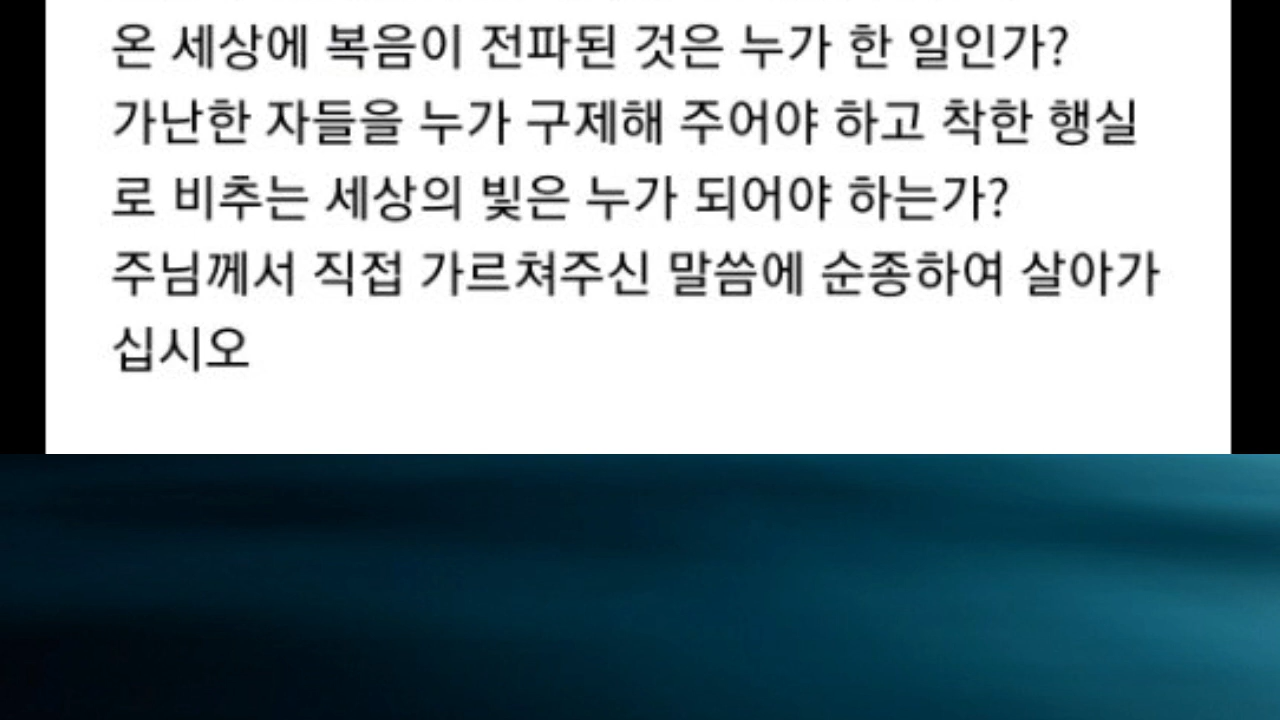 온 세상에 복음이 전파된 것은 누가 한 일인가?
가난한 자들을 누가 구제해 주어야 하고 착한 행실
로 비추는 세상의 빛은 누가 되어야 하는가?
주님께서 직접 가르쳐주신 말씀에 순종하여 살아가
십시오